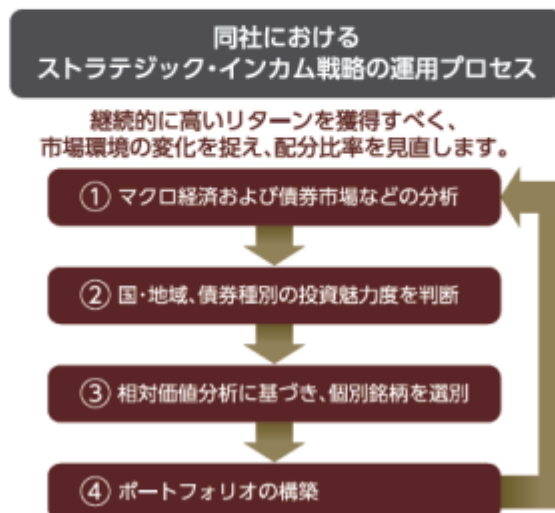 同社における
ストラテジック・インカム戦略の運用プロセス
継続的に高いリターンを獲得すべく、
市場環境の変化を捉え、配分比率を見直します。
① マクロ経済および債券市場などの分析
② 国・地域、債券種別の投資魅力度を判断
③ 相対価値分析に基づき、個別銘柄を選別
④ ポートフォリオの構築